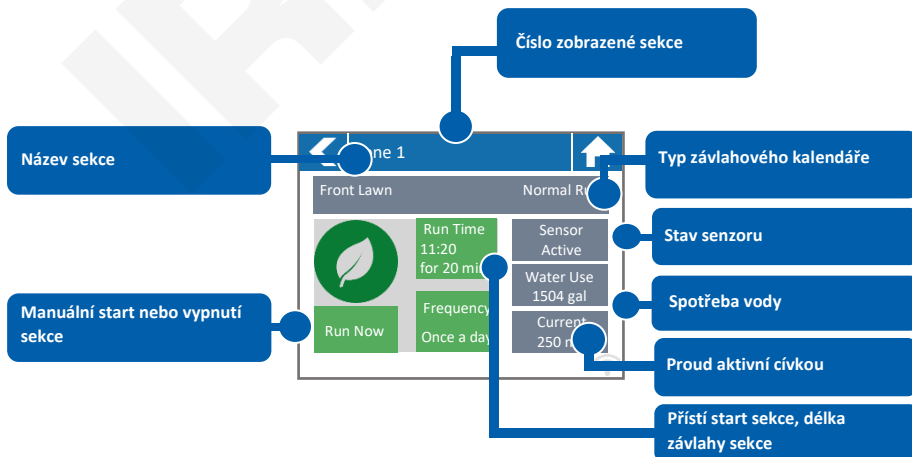 Číslo zobrazené sekce
Název sekce
ne 1
Typ závlahového kalendáře
Front Lawn
Normal R
Stav senzoru
Run Time
11:20
for 20 mi
Sensor
Active
Water Use
1504 gal
Spotřeba vody
Manuální start nebo vypnutí
sekce
Run Now
Frequency
Once a day
Current
250 m
Proud aktivní cívkou
Přístí start sekce, délka
závlahy sekce